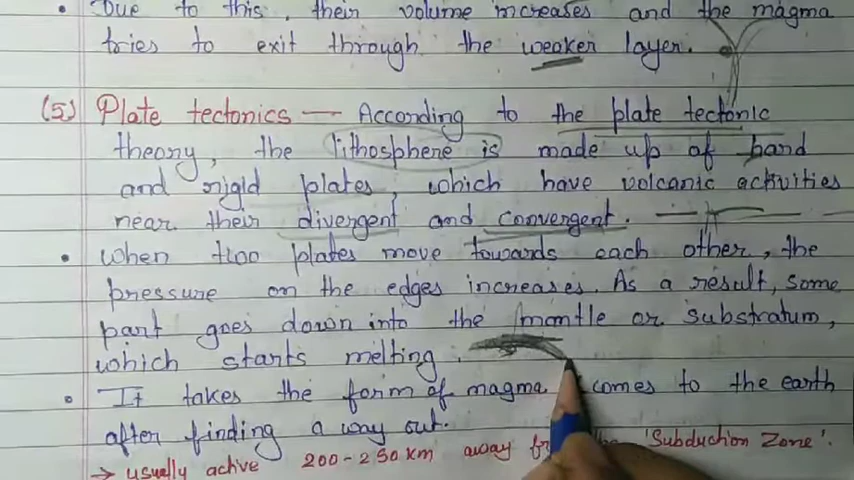 • Due to this, their volume increases and the magma
tries to exit through the weaker layer.
(5) Plate tectonics — According to the plate tectonic
theory, the lithosphere is made up of hard
and rigid plates, which have volcanic activities
near their divergent and convergent.
• When two plates move towards each other, the
pressure on the edges increases. As a result, some
part goes down into the mantle or substratum,
which starts melting.
• It takes the form of magma comes to the earth
after finding a way out.
→ usually active 200-250 km away 'Subduction Zone'.